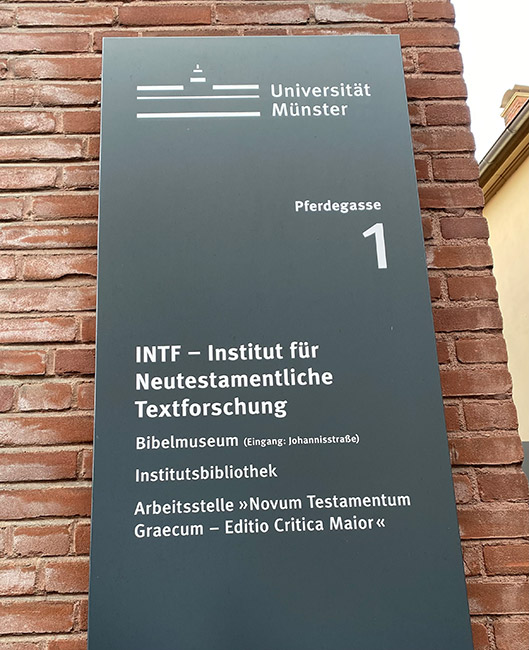 Universität
Münster
Pferdegasse
1
INTF – Institut für
Neutestamentliche
Textforschung
Bibelmuseum (Eingang: Johannisstraße)
Institutsbibliothek
Arbeitsstelle »Novum Testamentum
Graecum – Editio Critica Maior«